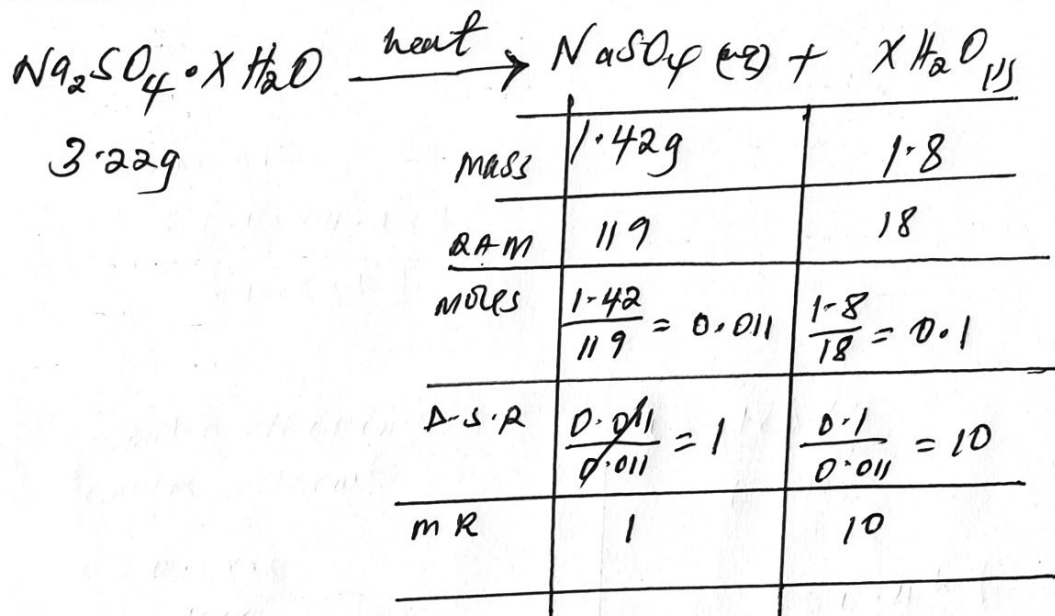 Na₂SO₄·XH₂O heat → NaSO₄ (aq) + XH₂O (l)
3.22g
Mass 1.42g 1.8
RAM 119 18
Moles 1.42/119 = 0.011 1.8/18 = 0.1
D.S.R 0.011/0.011 = 1 0.1/0.011 = 10
MR 1 10